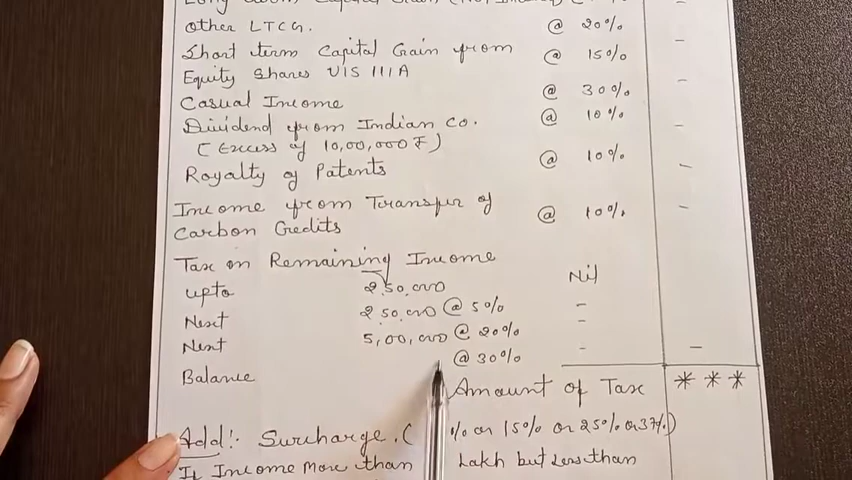 Other LTCG. @ 20% -
Short term Capital Gain from @ 15% -
Equity Shares U/S 111A
Casual Income @ 30% -
Dividend from Indian Co. @ 10%
(Excess of 10,00,000 ₹) -
Royalty of Patents @ 10% -
Income from Transfer of @ 10% -
Carbon Credits
Tax on Remaining Income
Upto 2,50,000 Nil
Next 2,50,000 @ 5% -
Next 5,00,000 @ 20% -
Balance @ 30% - -
Amount of Tax ***
Add:- Surcharge. ( % or 15% or 25% or 37%)
If Income More than Lakh but Less than